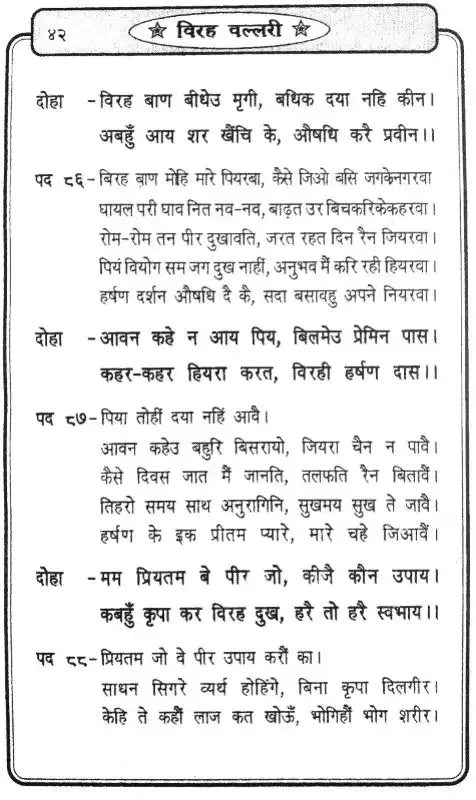 ४२
विरह वल्लरी
दोहा -विरह बाण बीधेउ मृगी, बधिक दया नहि कीन।
अबहुँ आय शर खैंचि के, औषधि करै प्रवीन।।
पद ८६-बिरह बाण मोहि मारे पियरबा, कैसे जिओ बसि जगकेनगरवा
घायल परी घाव नित नव-नव, बाढ़त उर बिचकरिकेकहरवा।
रोम-रोम तन पीर दुखावति, जरत रहत दिन रैन जियरवा।
पियं वियोग सम जग दुख नाहीं, अनुभव मैं करि रही हियरवा।
हर्षण दर्शन औषधि दै कै, सदा बसावहु अपने नियरवा।
दोहा -आवन कहे न आय पिय, बिलमेउ प्रेमिन पास।
कहर-कहर हियरा करत, विरही हर्षण दास।।
पद ८७-पिया तोहीं दया नहिं आवै।
आवन कहेउ बहुरि बिसरायो, जियरा चैन न पावै।
कैसे दिवस जात मैं जानति, तलफति रैन बितावैं।
तिहरो समय साथ अनुरागिनि, सुखमय सुख ते जावै।
हर्षण के इक प्रीतम प्यारे, मारे चहे जिआवैं।
दोहा -मम प्रियतम बे पीर जो, कीजै कौन उपाय।
कबहुँ कृपा कर विरह दुख, हरै तो हरै स्वभाय।।
पद ८८-प्रियतम जो वे पीर उपाय करौं का।
साधन सिगरे व्यर्थ होहिंगे, बिना कृपा दिलगीर।
केहि ते कहौं लाज कत खोऊँ, भोगिहौं भोग शरीर।